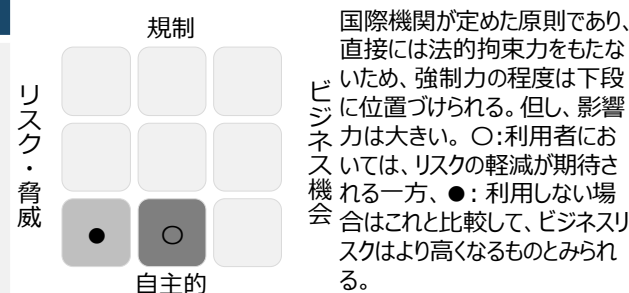 規制
リスク・脅威
ビジネス機会
●
○
自主的
国際機関が定めた原則であり、
直接には法的拘束力をもたな
いため、強制力の程度は下段
に位置づけられる。但し、影響
力は大きい。○:利用者にお
いては、リスクの軽減が期待さ
れる一方、●: 利用しない場
合はこれと比較して、ビジネスリ
スクはより高くなるものとみられ
る。